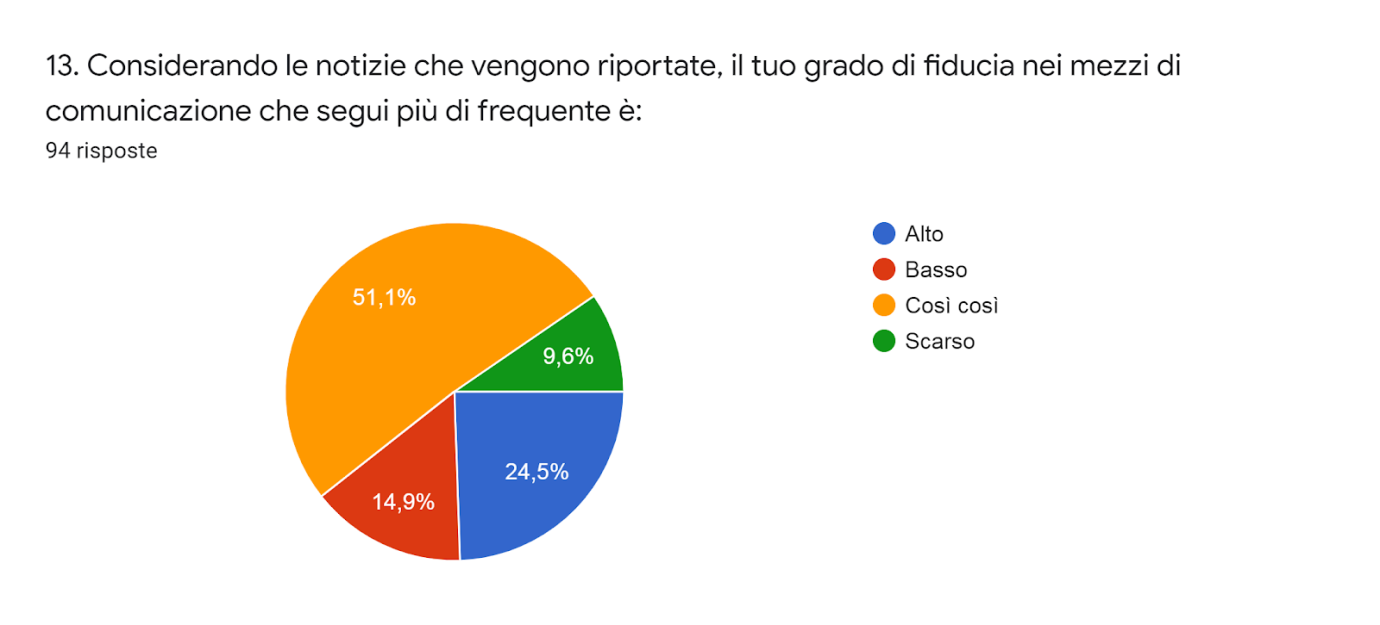 13. Considerando le notizie che vengono riportate, il tuo grado di fiducia nei mezzi di
comunicazione che segui più di frequente è:
94 risposte
Alto
Basso
Così così
Scarso
51,1%
9,6%
24,5%
14,9%